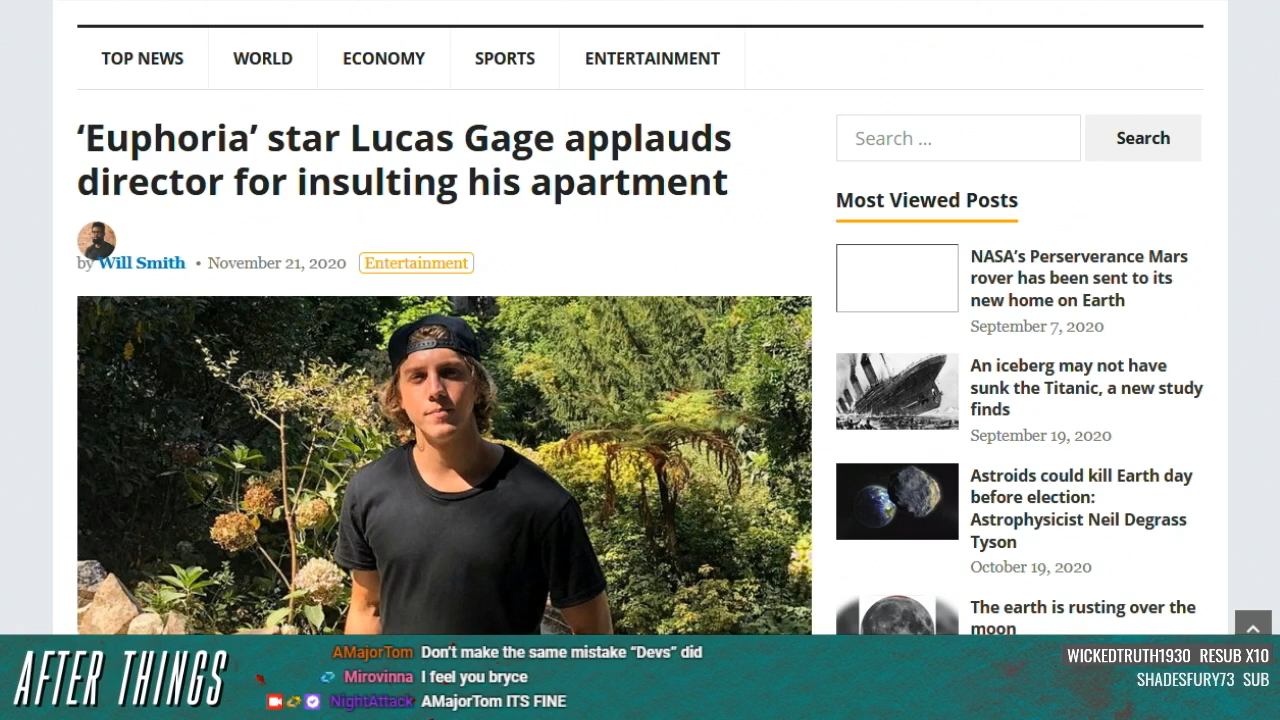 TOP NEWS
WORLD
ECONOMY
SPORTS
ENTERTAINMENT
‘Euphoria’ star Lucas Gage applauds
director for insulting his apartment
by Will Smith • November 21, 2020 Entertainment
Search ...
Search
Most Viewed Posts
NASA’s Perserverance Mars
rover has been sent to its
new home on Earth
September 7, 2020
An iceberg may not have
sunk the Titanic, a new study
finds
September 19, 2020
Astroids could kill Earth day
before election:
Astrophysicist Neil Degrass
Tyson
October 19, 2020
The earth is rusting over the
moon
AFTER THINGS
AMajorTom Don't make the same mistake “Devs” did
Mirovinna I feel you bryce
NightAttack AMajorTom ITS FINE
WICKEDTRUTH1930 RESUB X10
SHADESFURY73 SUB